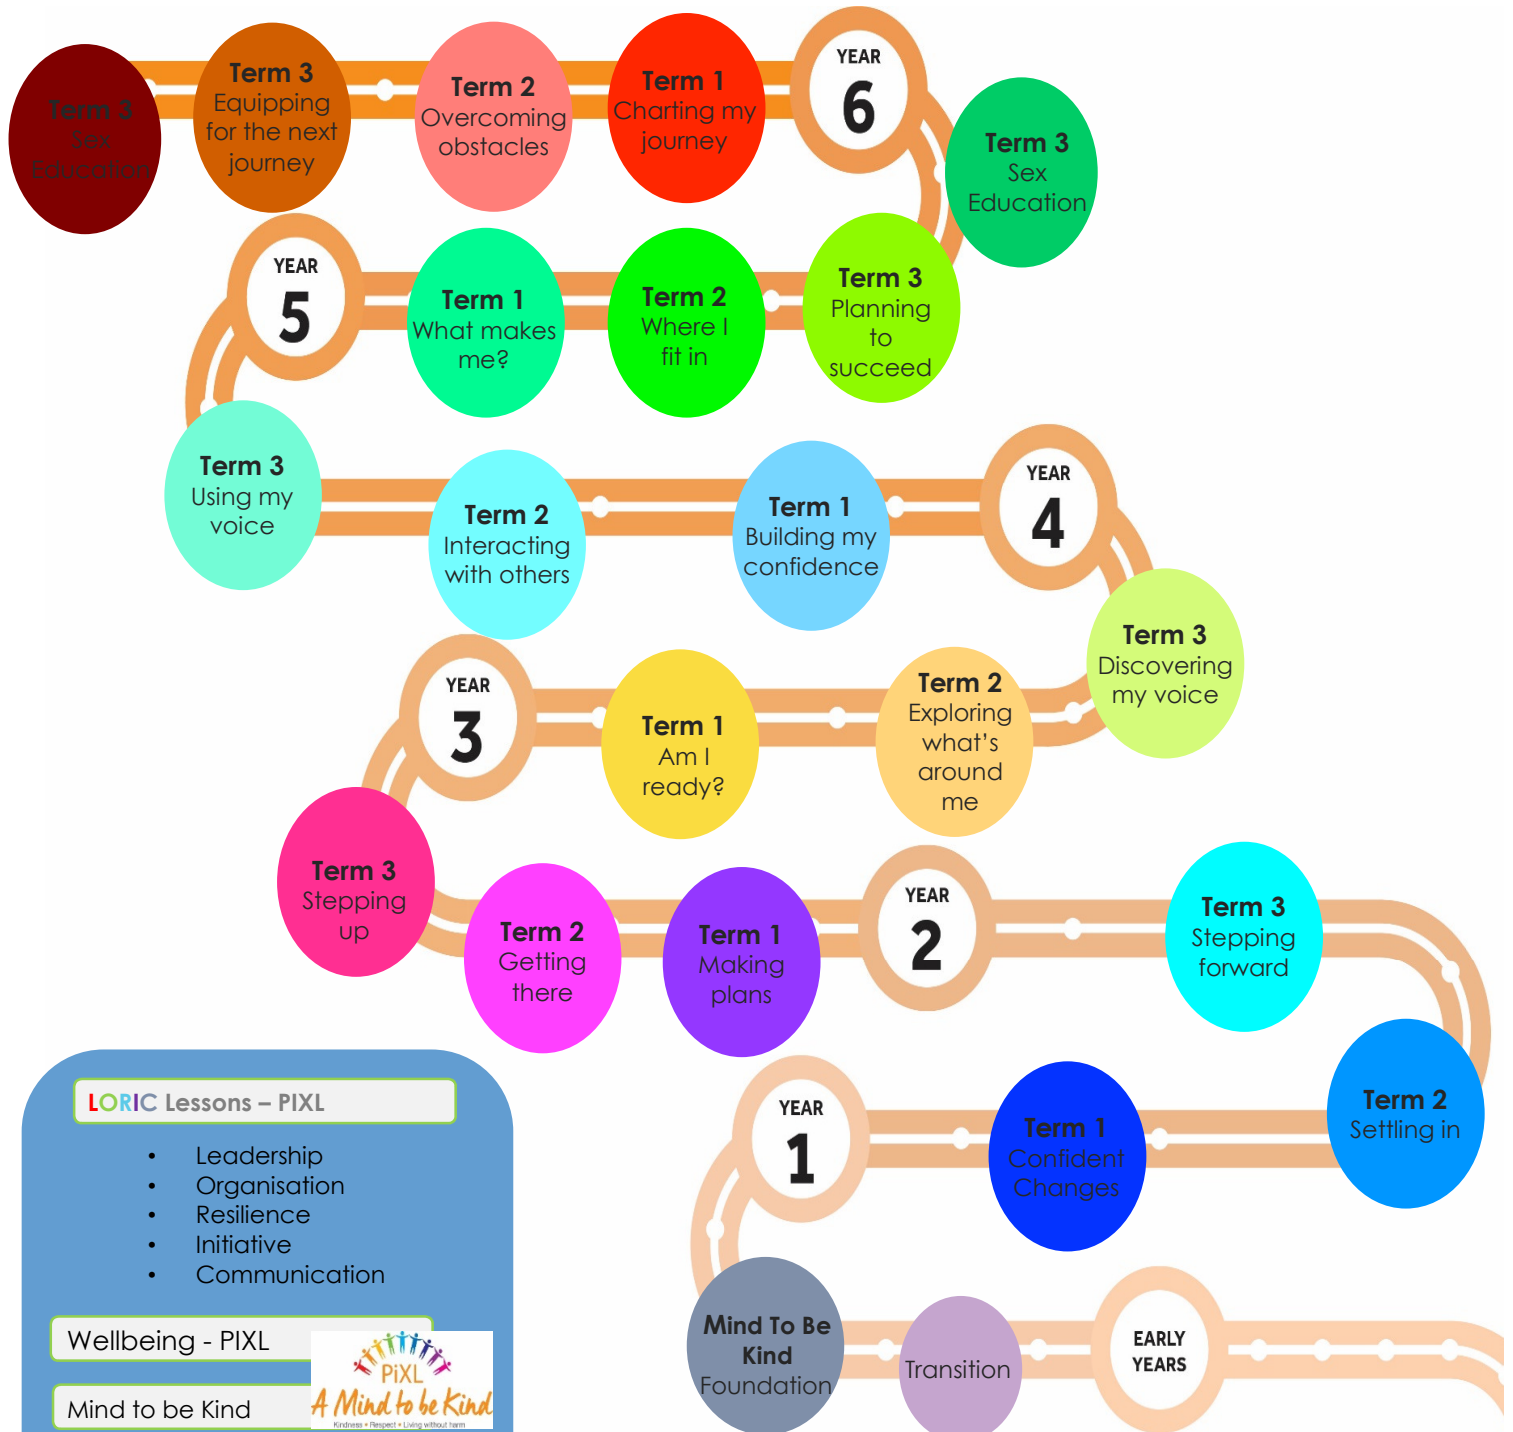 Term 3
Sex
Education
Term 3
Equipping
for the next
journey
Term 2
Overcoming
obstacles
Term 1
Charting my
journey
YEAR
6
Term 3
Sex
Education
YEAR
5
Term 1
What makes
me?
Term 2
Where I
fit in
Term 3
Planning
to
succeed
Term 3
Using my
voice
Term 2
Interacting
with others
Term 1
Building my
confidence
YEAR
4
Term 3
Discovering
my voice
YEAR
3
Term 1
Am I
ready?
Term 2
Exploring
what's
around
me
Term 3
Stepping
up
Term 2
Getting
there
Term 1
Making
plans
YEAR
2
Term 3
Stepping
forward
YEAR
1
Term 1
Confident
Changes
Term 2
Settling in
Mind To Be
Kind
Foundation
Transition
EARLY
YEARS
LORIC Lessons – PIXL
• Leadership
• Organisation
• Resilience
• Initiative
• Communication
Wellbeing - PIXL
Mind to be Kind
PiXL
A Mind to be Kind
Kindness • Respect • Living without harm